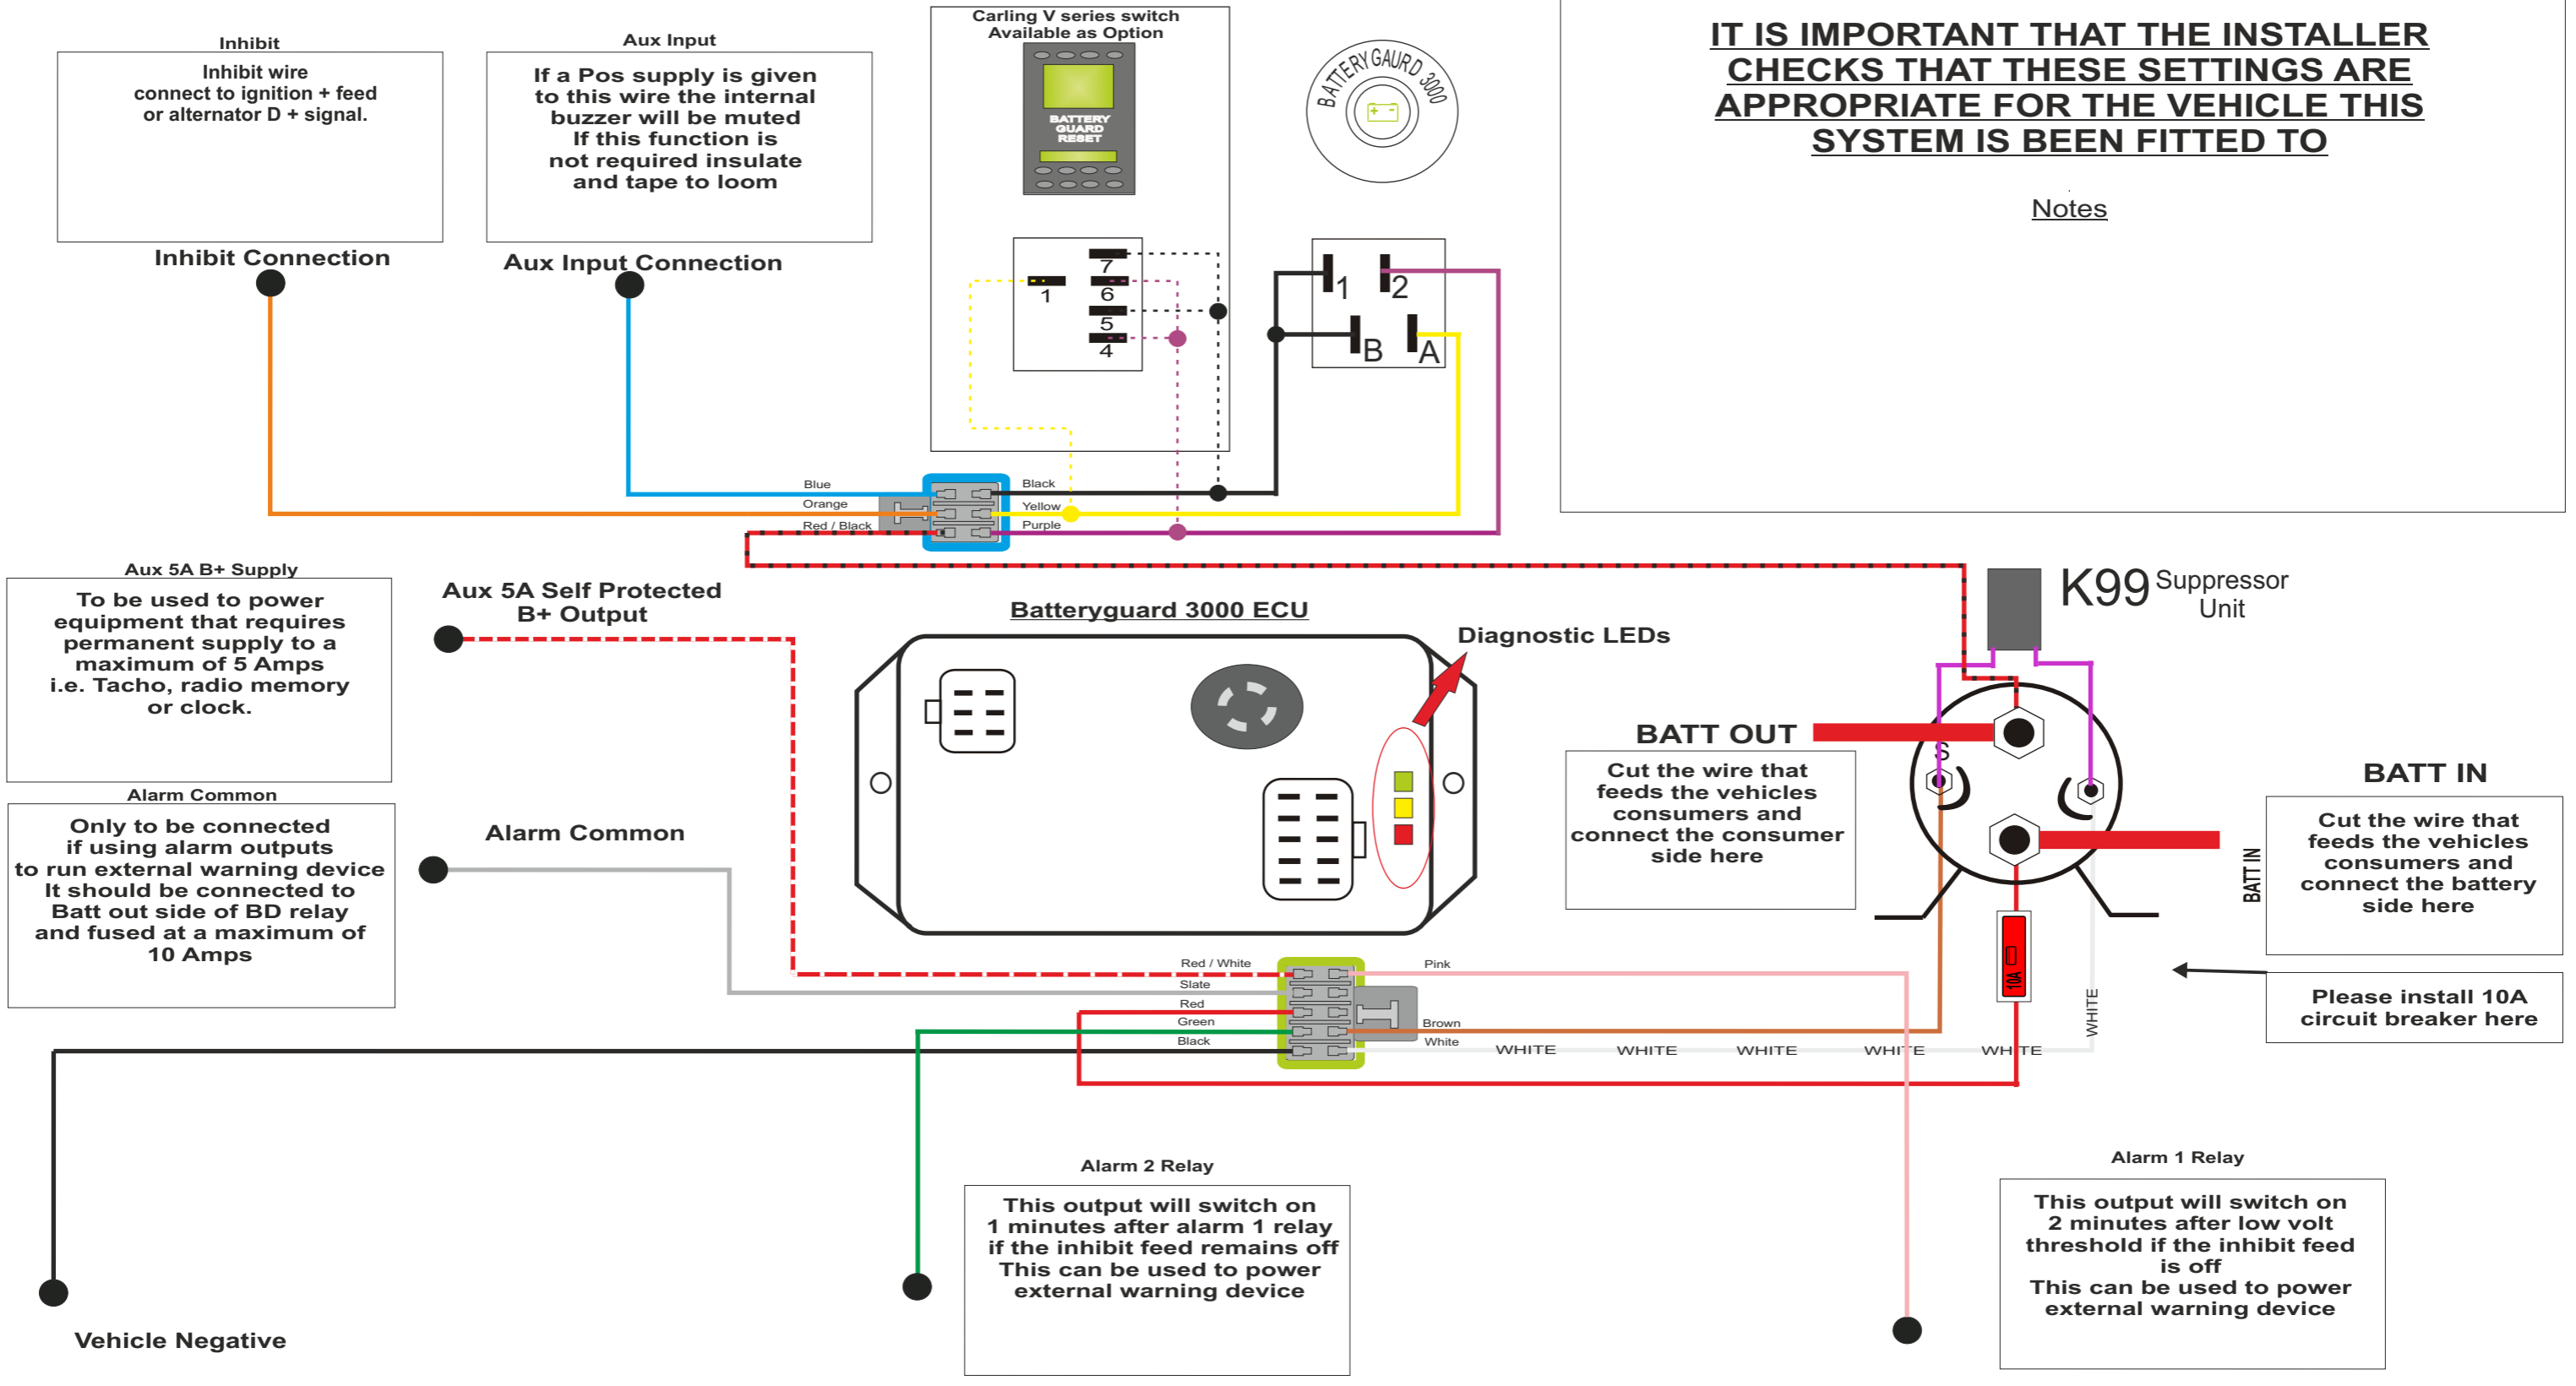 Inhibit
Inhibit wire
connect to ignition + feed
or alternator D + signal.
Inhibit Connection
Aux Input
If a Pos supply is given
to this wire the internal
buzzer will be muted
If this function is
not required insulate
and tape to loom
Aux Input Connection
Carling V series switch
Available as Option
BATTERY
GUARD
RESET
7
1
6
5
4
BATTERYGAURD 3000
+ -
1
2
B
A
IT IS IMPORTANT THAT THE INSTALLER
CHECKS THAT THESE SETTINGS ARE
APPROPRIATE FOR THE VEHICLE THIS
SYSTEM IS BEEN FITTED TO
Notes
Blue
Orange
Red / Black
Black
Yellow
Purple
Aux 5A B+ Supply
To be used to power
equipment that requires
permanent supply to a
maximum of 5 Amps
i.e. Tacho, radio memory
or clock.
Aux 5A Self Protected
B+ Output
Alarm Common
Only to be connected
if using alarm outputs
to run external warning device
It should be connected to
Batt out side of BD relay
and fused at a maximum of
10 Amps
Alarm Common
Batteryguard 3000 ECU
Diagnostic LEDs
K99 Suppressor
Unit
BATT OUT
Cut the wire that
feeds the vehicles
consumers and
connect the consumer
side here
S
BATT IN
BATT IN
Cut the wire that
feeds the vehicles
consumers and
connect the battery
side here
10A
Please install 10A
circuit breaker here
WHITE
Red / White
Slate
Red
Green
Black
Pink
Brown
White
WHITE
WHITE
WHITE
WHITE
WHITE
Vehicle Negative
Alarm 2 Relay
This output will switch on
1 minutes after alarm 1 relay
if the inhibit feed remains off
This can be used to power
external warning device
Alarm 1 Relay
This output will switch on
2 minutes after low volt
threshold if the inhibit feed
is off
This can be used to power
external warning device